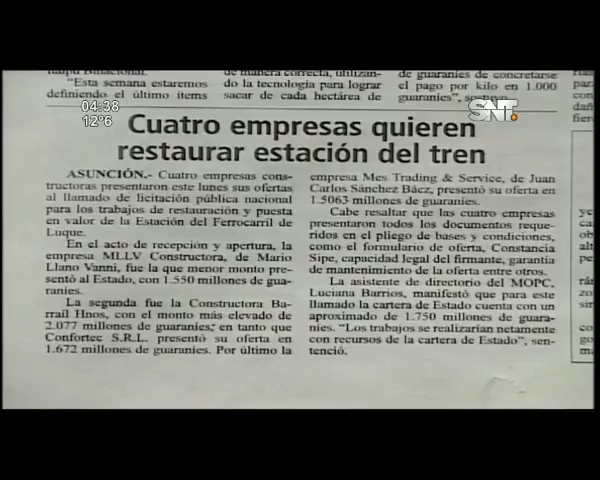 Itaipú Binacional.
"Esta semana estaremos
definiendo el último items
de manera correcta, utilizan-
do la tecnología para lograr
sacar de cada hectárea de
de guaraníes de concretarse
el pago por kilo en 1.000
guaraníes", sostuvo.
04:38
12°6
SNT.
Cuatro empresas quieren
restaurar estación del tren
ASUNCIÓN.- Cuatro empresas cons-
tructoras presentaron este lunes sus ofertas
al llamado de licitación pública nacional
para los trabajos de restauración y puesta
en valor de la Estación del Ferrocarril de
Luque.
En el acto de recepción y apertura, la
empresa MLLV Constructora, de Mario
Llano Vanni, fue la que menor monto pre-
sentó al Estado, con 1.550 millones de gua-
raníes.
La segunda fue la Constructora Ba-
rrail Hnos, con el monto más elevado de
2.077 millones de guaraníes; en tanto que
Confortec S.R.L. presentó su oferta en
1.672 millones de guaraníes. Por último la
empresa Mes Trading & Service, de Juan
Carlos Sánchez Báez, presentó su oferta en
1.5063 millones de guaraníes.
Cabe resaltar que las cuatro empresas
presentaron todos los documentos reque-
ridos en el pliego de bases y condiciones,
como el formulario de oferta, Constancia
Sipe, capacidad legal del firmante, garantía
de mantenimiento de la oferta entre otros.
La asistente de directorio del MOPC,
Luciana Barrios, manifestó que para este
llamado la cartera de Estado cuenta con un
aproximado de 1.750 millones de guara-
níes. "Los trabajos se realizarían netamente
con recursos de la cartera de Estado", sen-
tenció.